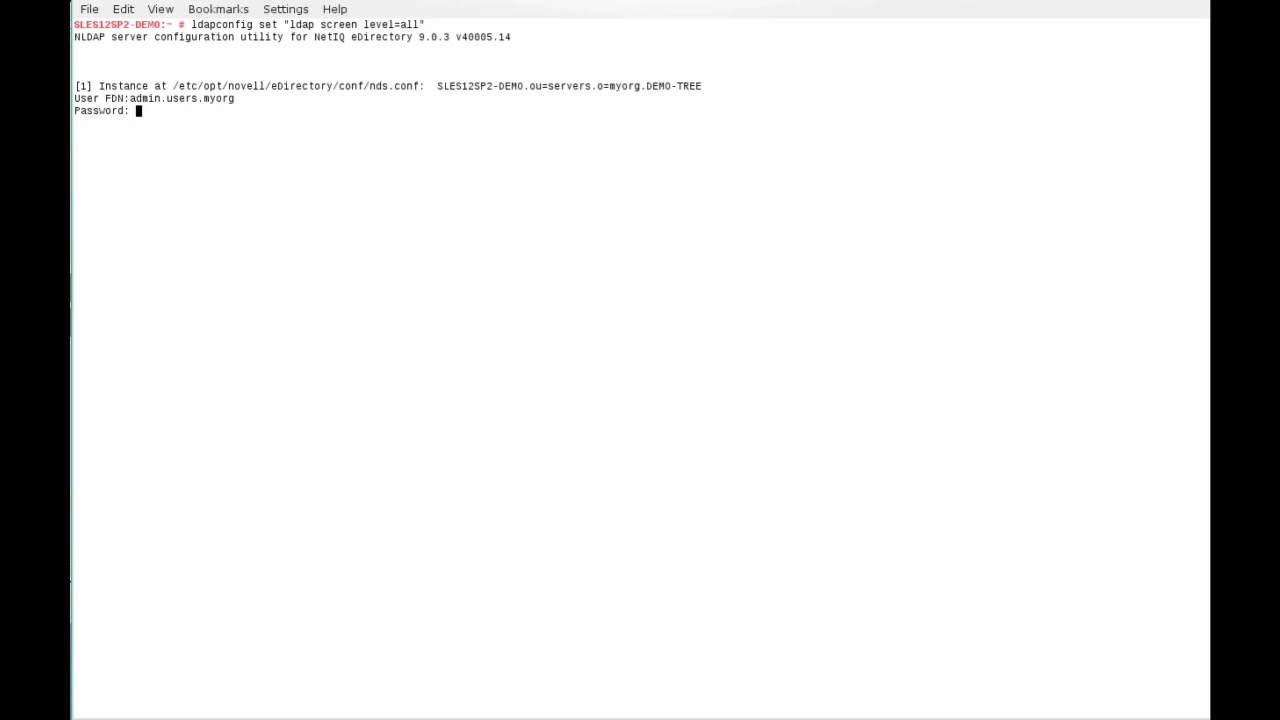 File Edit View Bookmarks Settings Help
SLES12SP2-DEMO:~ # ldapconfig set "ldap screen level=all"
NLDAP server configuration utility for NetIQ eDirectory 9.0.3 v40005.14
[1] Instance at /etc/opt/novell/eDirectory/conf/nds.conf:  SLES12SP2-DEMO.ou=servers.o=myorg.DEMO-TREE
User FDN:admin.users.myorg
Password: